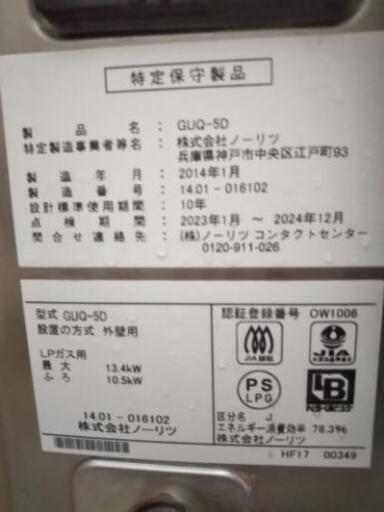 特定保守製品
製品名 : GUQ-5D
特定製造事業者等名 : 株式会社ノーリツ
兵庫県神戸市中央区江戸町93
製造年月 : 2014年1月
製造番号 : 14.01-016102
設計標準使用期間 : 10年
点検期間 : 2023年1月 ～ 2024年12月
問合せ連絡先 : (株)ノーリツ コンタクトセンター
0120-911-026
型式 GUQ-5D
設置の方式 外壁用
LPガス用
最大 13.4kW
ふろ 10.5kW
14.01-016102
株式会社ノーリツ
認証登録番号 OW1006
JIA
PS
LPG
区分名 J
エネルギー消費効率 78.3%
株式会社ノーリツ
HF17 00349